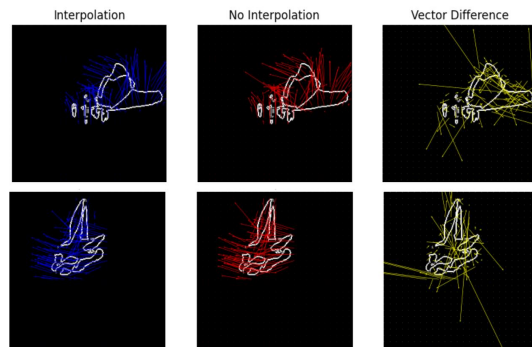 Interpolation
No Interpolation
Vector Difference